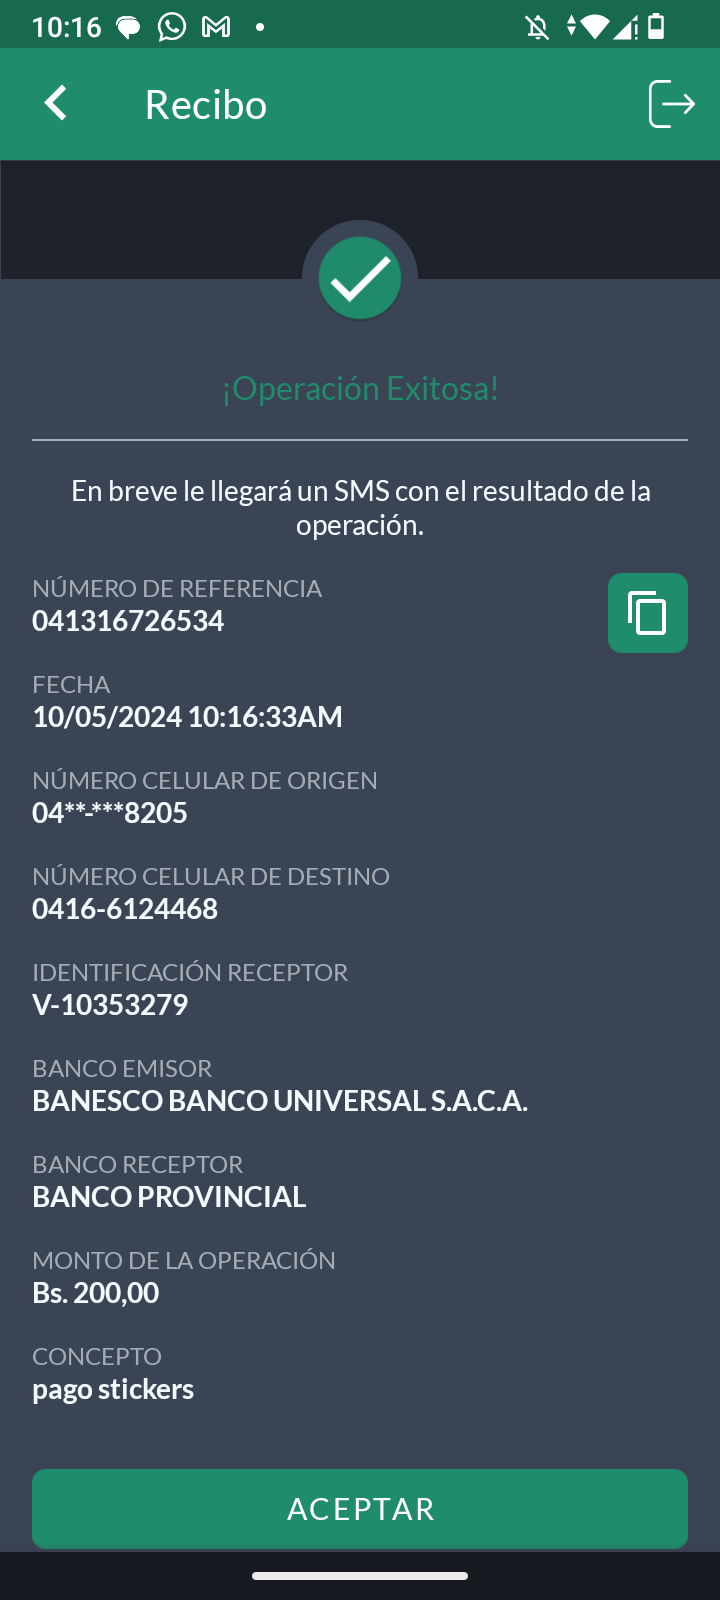 10:16
Recibo
¡Operación Exitosa!
En breve le llegará un SMS con el resultado de la
operación.
NÚMERO DE REFERENCIA
041316726534
FECHA
10/05/2024 10:16:33AM
NÚMERO CELULAR DE ORIGEN
04**-***8205
NÚMERO CELULAR DE DESTINO
0416-6124468
IDENTIFICACIÓN RECEPTOR
V-10353279
BANCO EMISOR
BANESCO BANCO UNIVERSAL S.A.C.A.
BANCO RECEPTOR
BANCO PROVINCIAL
MONTO DE LA OPERACIÓN
Bs. 200,00
CONCEPTO
pago stickers
ACEPTAR